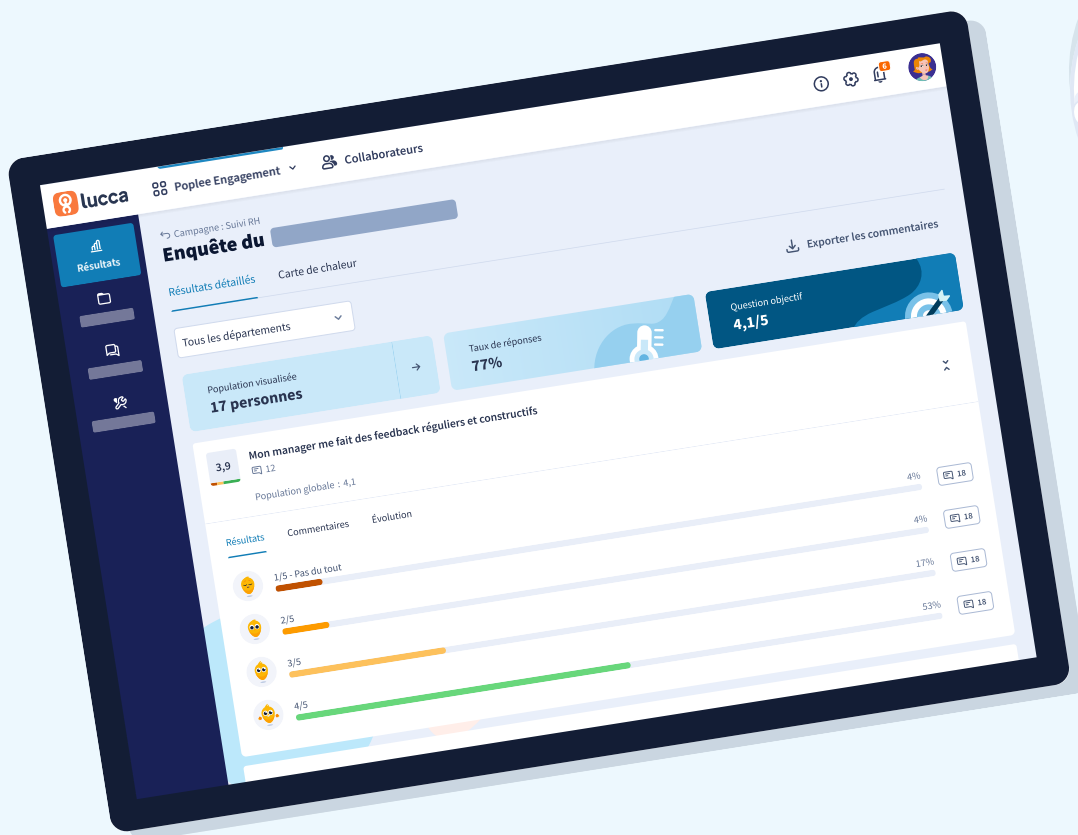 lucca
Poplee Engagement
Collaborateurs
6
Résultats
Campagne : Suivi RH
Enquête du
Résultats détaillés
Carte de chaleur
Exporter les commentaires
Tous les départements
Population visualisée
17 personnes
Taux de réponses
77%
Question objectif
4,1/5
3,9
Mon manager me fait des feedback réguliers et constructifs
12
Population globale : 4,1
Résultats
Commentaires
Évolution
1/5 - Pas du tout
4%
18
2/5
4%
18
3/5
17%
18
4/5
53%
18